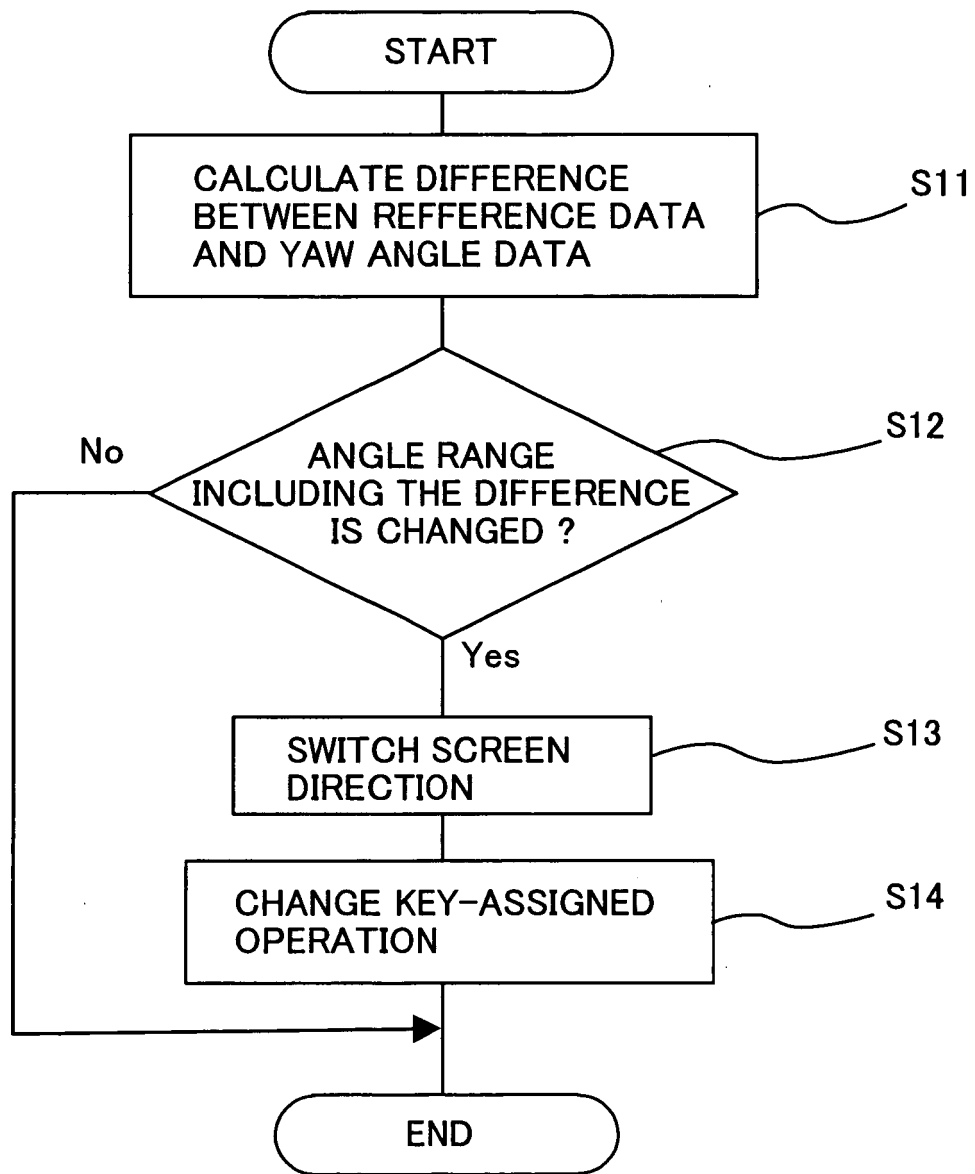 START
CALCULATE DIFFERENCE
BETWEEN REFFERENCE DATA
AND YAW ANGLE DATA
S11
ANGLE RANGE
INCLUDING THE DIFFERENCE
IS CHANGED ?
S12
No
Yes
SWITCH SCREEN
DIRECTION
S13
CHANGE KEY-ASSIGNED
OPERATION
S14
END